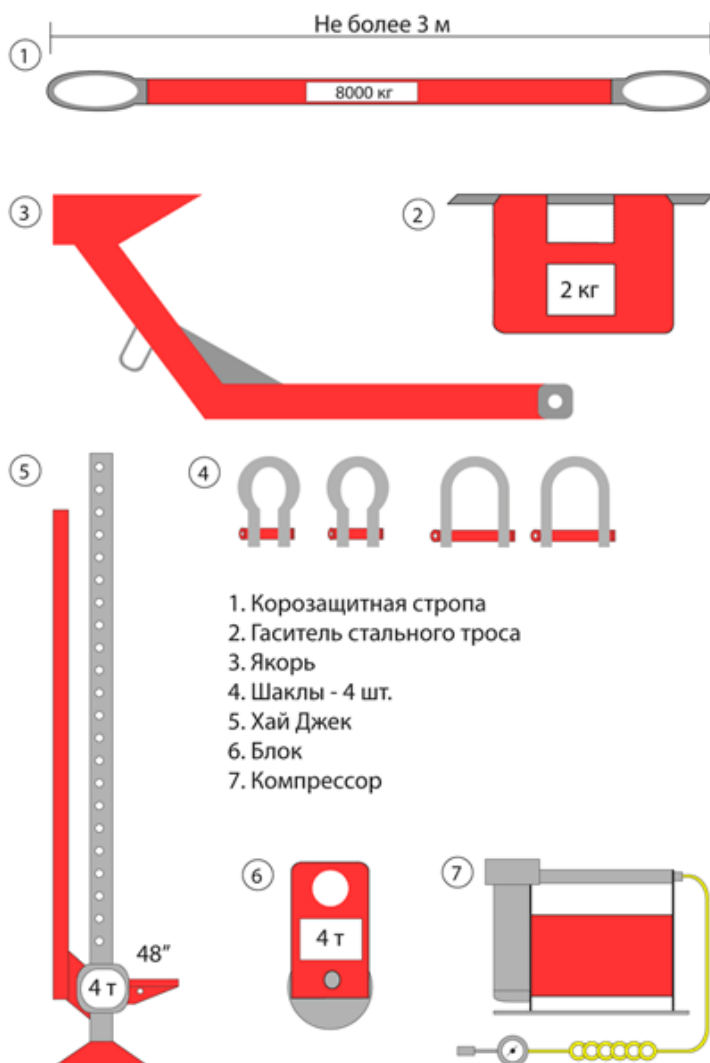 Не более 3 м
1
8000 кг
3
2
2 кг
5
4
1. Корозащитная стропа
2. Гаситель стального троса
3. Якорь
4. Шаклы - 4 шт.
5. Хай Джек
6. Блок
7. Компрессор
6
7
4 т
48”
4 т